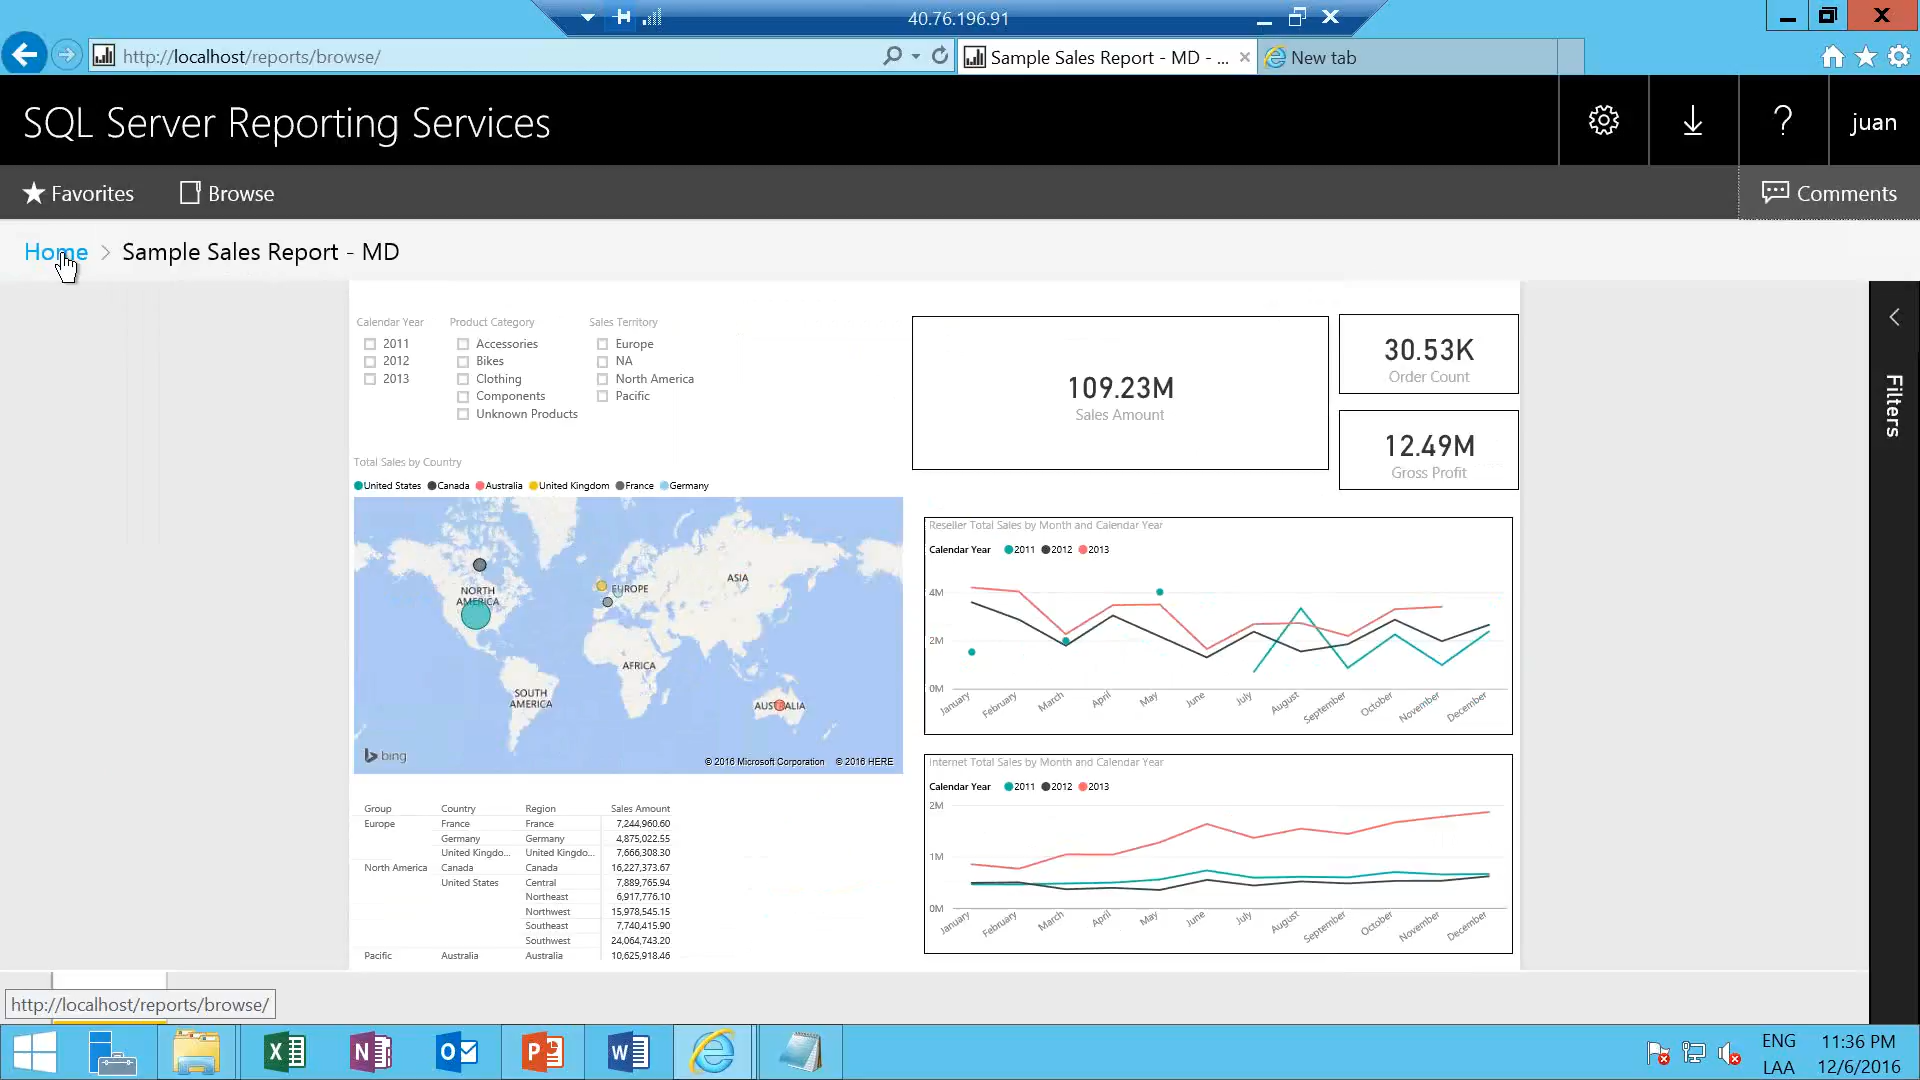 40.76.196.91
http://localhost/reports/browse/
Sample Sales Report - MD - ...
New tab
SQL Server Reporting Services
?
juan
Favorites
Browse
Comments
Home > Sample Sales Report - MD
Calendar Year
2011
2012
2013
Product Category
Accessories
Bikes
Clothing
Components
Unknown Products
Sales Territory
Europe
NA
North America
Pacific
109.23M
Sales Amount
30.53K
Order Count
12.49M
Gross Profit
Filters
Total Sales by Country
United States Canada Australia United Kingdom France Germany
NORTH
AMERICA
EUROPE
ASIA
AFRICA
SOUTH
AMERICA
AUSTRALIA
bing
© 2016 Microsoft Corporation © 2016 HERE
Reseller Total Sales by Month and Calendar Year
Calendar Year 2011 2012 2013
4M
2M
0M
January February March April May June July August September October November December
Internet Total Sales by Month and Calendar Year
Calendar Year 2011 2012 2013
2M
1M
0M
January February March April May June July August September October November December
Group Country Region Sales Amount
Europe France France 7,244,960.60
Germany Germany 4,875,022.55
United Kingdo... United Kingdo... 7,666,308.30
North America Canada Canada 16,227,373.67
United States Central 7,889,765.94
Northeast 6,917,776.10
Northwest 15,978,545.15
Southeast 7,740,415.90
Southwest 24,064,743.20
Pacific Australia Australia 10,625,918.46
http://localhost/reports/browse/
ENG
LAA
11:36 PM
12/6/2016